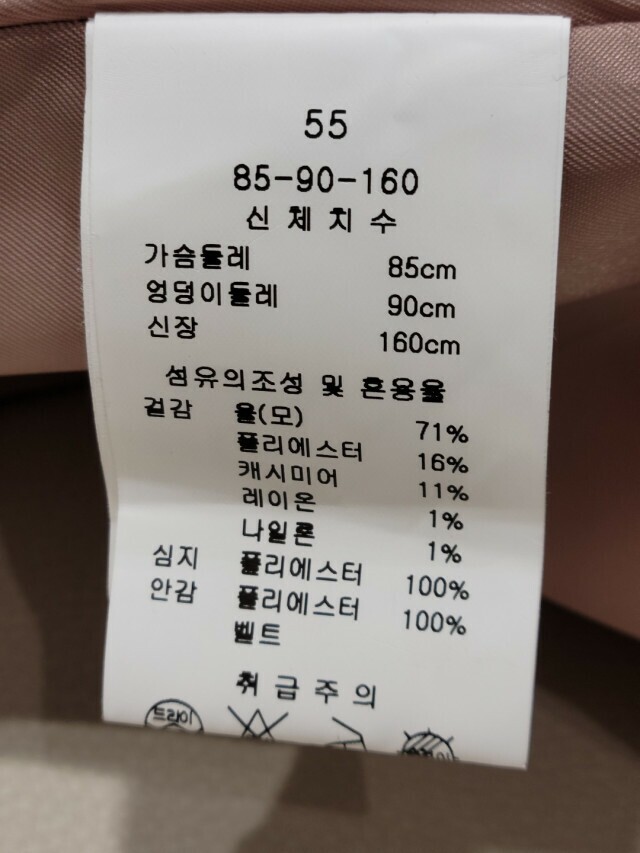 55
85-90-160
신체치수
가슴둘레 85cm
엉덩이둘레 90cm
신장 160cm
섬유의조성 및 혼용율
겉감 울(모) 71%
폴리에스터 16%
캐시미어 11%
레이온 1%
나일론 1%
심지 폴리에스터 100%
안감 폴리에스터 100%
벨트
취급주의
드라이